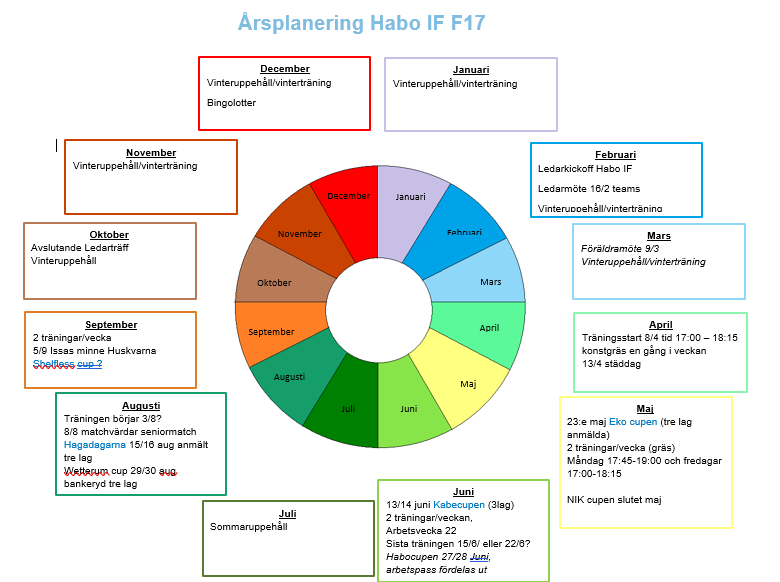 Årsplanering Habo IF F17
December
Vinteruppehåll/vinterträning
Bingolotter
Januari
Vinteruppehåll/vinterträning
November
Vinteruppehåll/vinterträning
Februari
Ledarkickoff Habo IF
Ledarmöte 16/2 teams
Vinteruppehåll/vinterträning
Oktober
Avslutande Ledarträff
Vinteruppehåll
Mars
Föräldramöte 9/3
Vinteruppehåll/vinterträning
September
2 träningar/vecka
5/9 Issas minne Huskvarna
Shelfless cup ?
April
Träningsstart 8/4 tid 17:00 – 18:15
konstgräs en gång i veckan
13/4 städdag
Augusti
Träningen börjar 3/8?
8/8 matchvärdar seniormatch
Hagadagarna 15/16 aug anmält
tre lag
Wetterum cup 29/30 aug
bankeryd tre lag
Maj
23:e maj Eko cupen (tre lag
anmälda)
2 träningar/vecka (gräs)
Måndag 17:45-19:00 och fredagar
17:00-18:15
NIK cupen slutet maj
Juli
Sommaruppehåll
Juni
13/14 juni Kabecupen (3lag)
2 träningar/veckan,
Arbetsvecka 22
Sista träningen 15/6/ eller 22/6?
Habocupen 27/28 Juni,
arbetspass fördelas ut
December
Januari
Februari
Mars
April
Maj
Juni
Juli
Augusti
September
Oktober
November